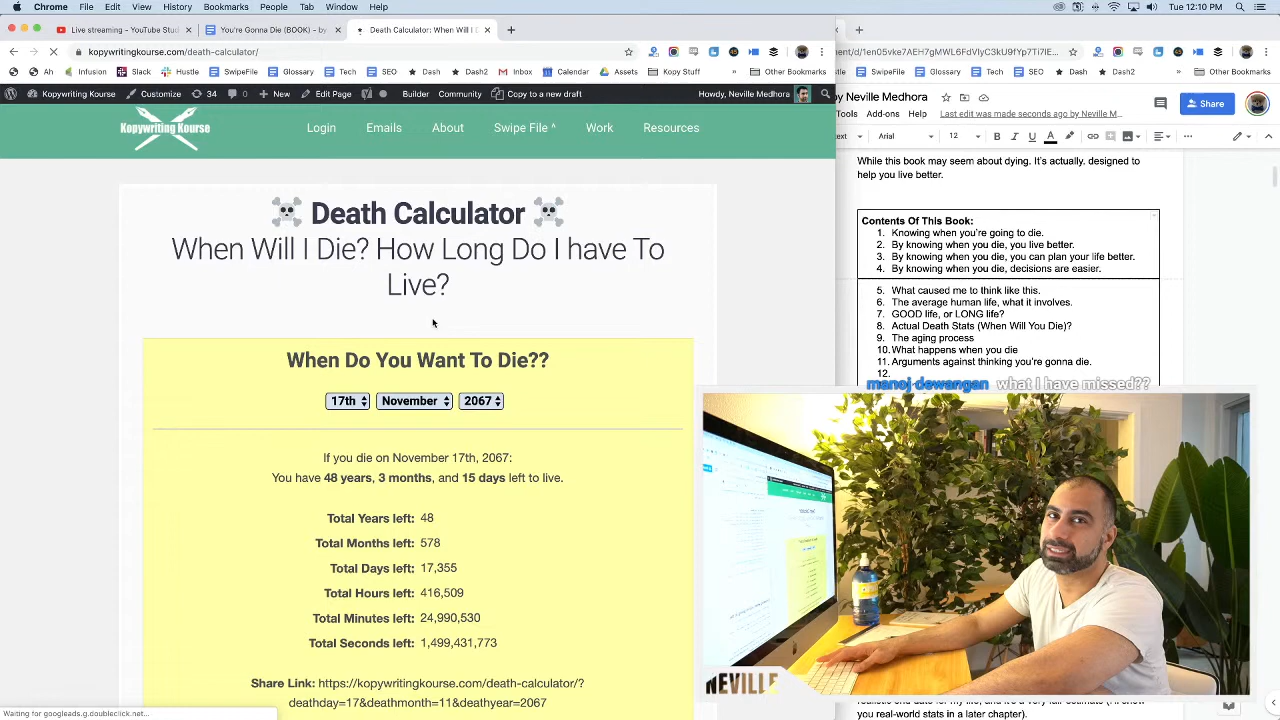 Chrome File Edit View History Bookmarks People Tab Window Help
Tue 12:10 PM
Live streaming - YouTube Stud
You're Gonna Die (BOOK) - by
Death Calculator: When Will I D
kopywritingkourse.com/death-calculator/
ent/d/1en05vke7AEH7gMWL6FdVlyC3kU9fYp7TlE...
Ah Infusion Slack Hustle SwipeFile Glossary Tech SEO Dash Dash2 Inbox Calendar Assets Kopy Stuff Other Bookmarks
SwipeFile Glossary Tech SEO Dash Dash2 Other Bookmarks
Kopywriting Kourse Customize 34 0 New Edit Page Builder Community Copy to a new draft Howdy, Neville Medhora
Neville Medhora
Share
Tools Add-ons Help Last edit was made seconds ago by Neville M...
Arial 12
Kopywriting Kourse
Login Emails About Swipe File ^ Work Resources
Death Calculator
When Will I Die? How Long Do I have To
Live?
When Do You Want To Die??
17th November 2067
If you die on November 17th, 2067:
You have 48 years, 3 months, and 15 days left to live.
Total Years left: 48
Total Months left: 578
Total Days left: 17,355
Total Hours left: 416,509
Total Minutes left: 24,990,530
Total Seconds left: 1,499,431,773
Share Link: https://kopywritingkourse.com/death-calculator/?
deathday=17&deathmonth=11&deathyear=2067
Waiting for googleads.g.doubleclick.net...
While this book may seem about dying. It's actually, designed to
help you live better.
Contents Of This Book:
1. Knowing when you're going to die.
2. By knowing when you die, you live better.
3. By knowing when you die, you can plan your life better.
4. By knowing when you die, decisions are easier.
5. What caused me to think like this.
6. The average human life, what it involves.
7. GOOD life, or LONG life?
8. Actual Death Stats (When Will You Die)?
9. The aging process
10. What happens when you die
11. Arguments against thinking you're gonna die.
12.
manoj dewangan what I have missed??
NEVILLE
you real-world stats in a later chapter).